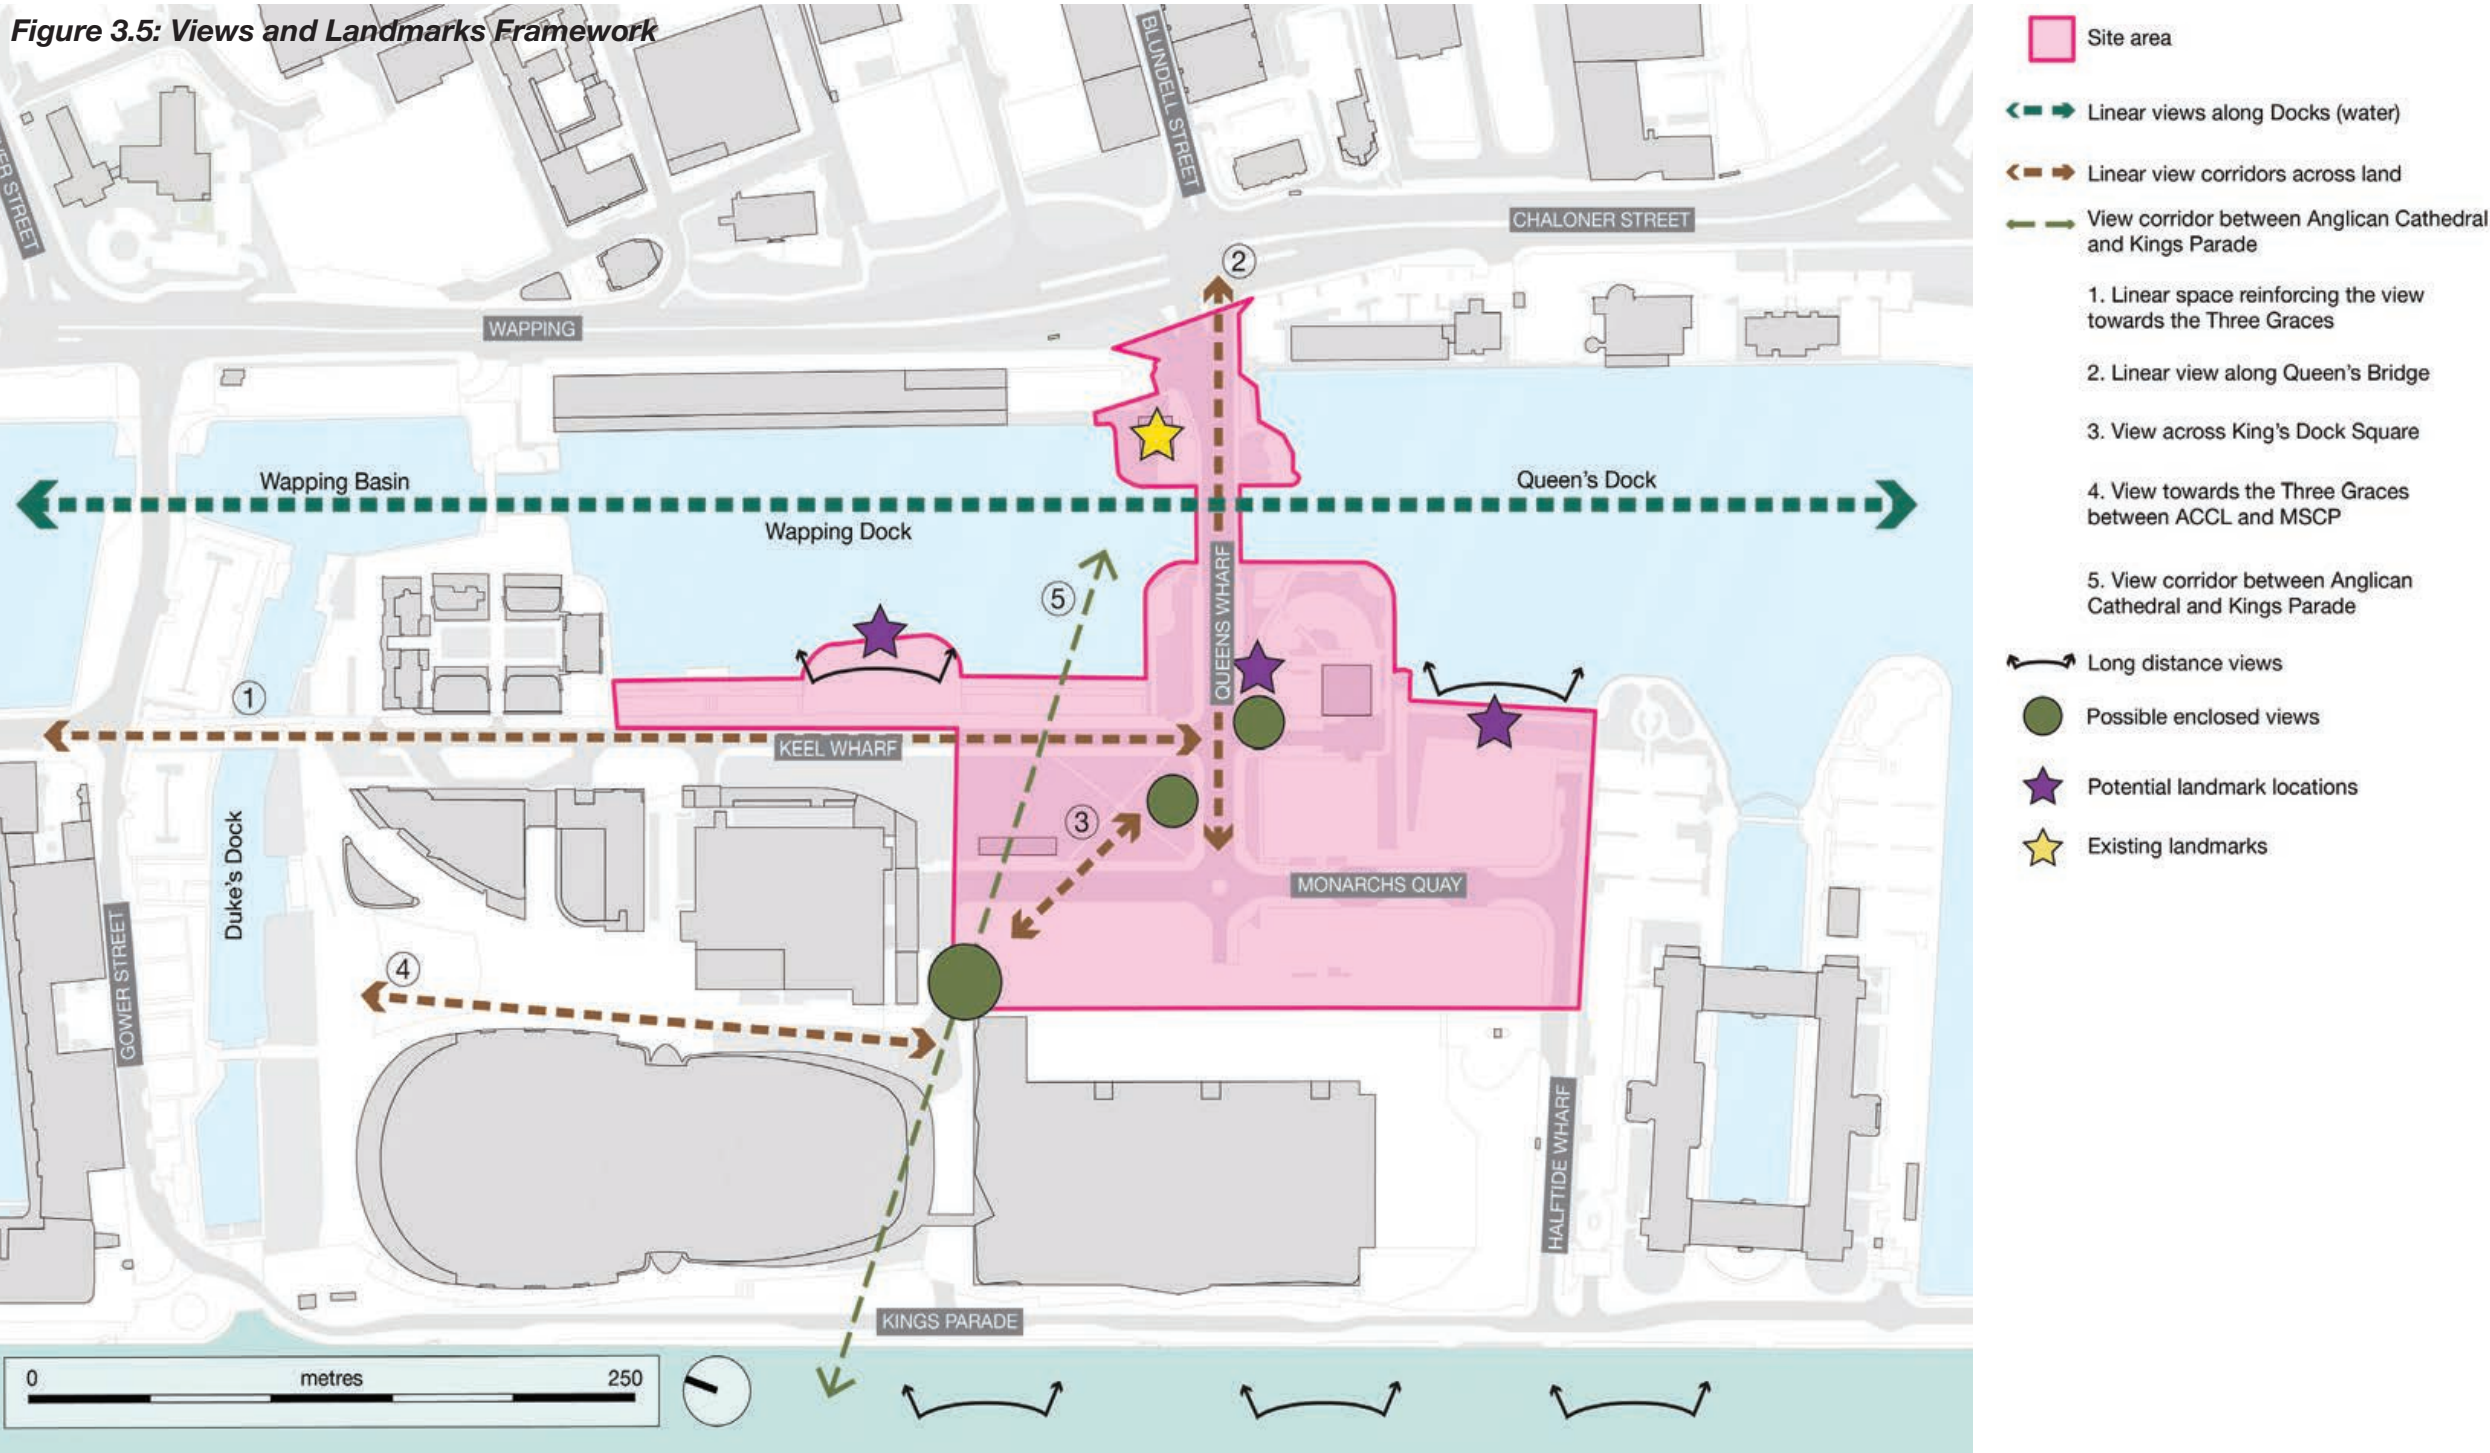 Figure 3.5: Views and Landmarks Framework
BLUNDELL STREET
ER STREET
CHALONER STREET
2
WAPPING
Wapping Basin
Queen's Dock
Wapping Dock
5
QUEENS WHARF
1
KEEL WHARF
3
Duke's Dock
MONARCHS QUAY
GOWER STREET
4
HALFTIDE WHARF
KINGS PARADE
0 metres 250
Site area
Linear views along Docks (water)
Linear view corridors across land
View corridor between Anglican Cathedral
and Kings Parade
1. Linear space reinforcing the view
towards the Three Graces
2. Linear view along Queen's Bridge
3. View across King's Dock Square
4. View towards the Three Graces
between ACCL and MSCP
5. View corridor between Anglican
Cathedral and Kings Parade
Long distance views
Possible enclosed views
Potential landmark locations
Existing landmarks